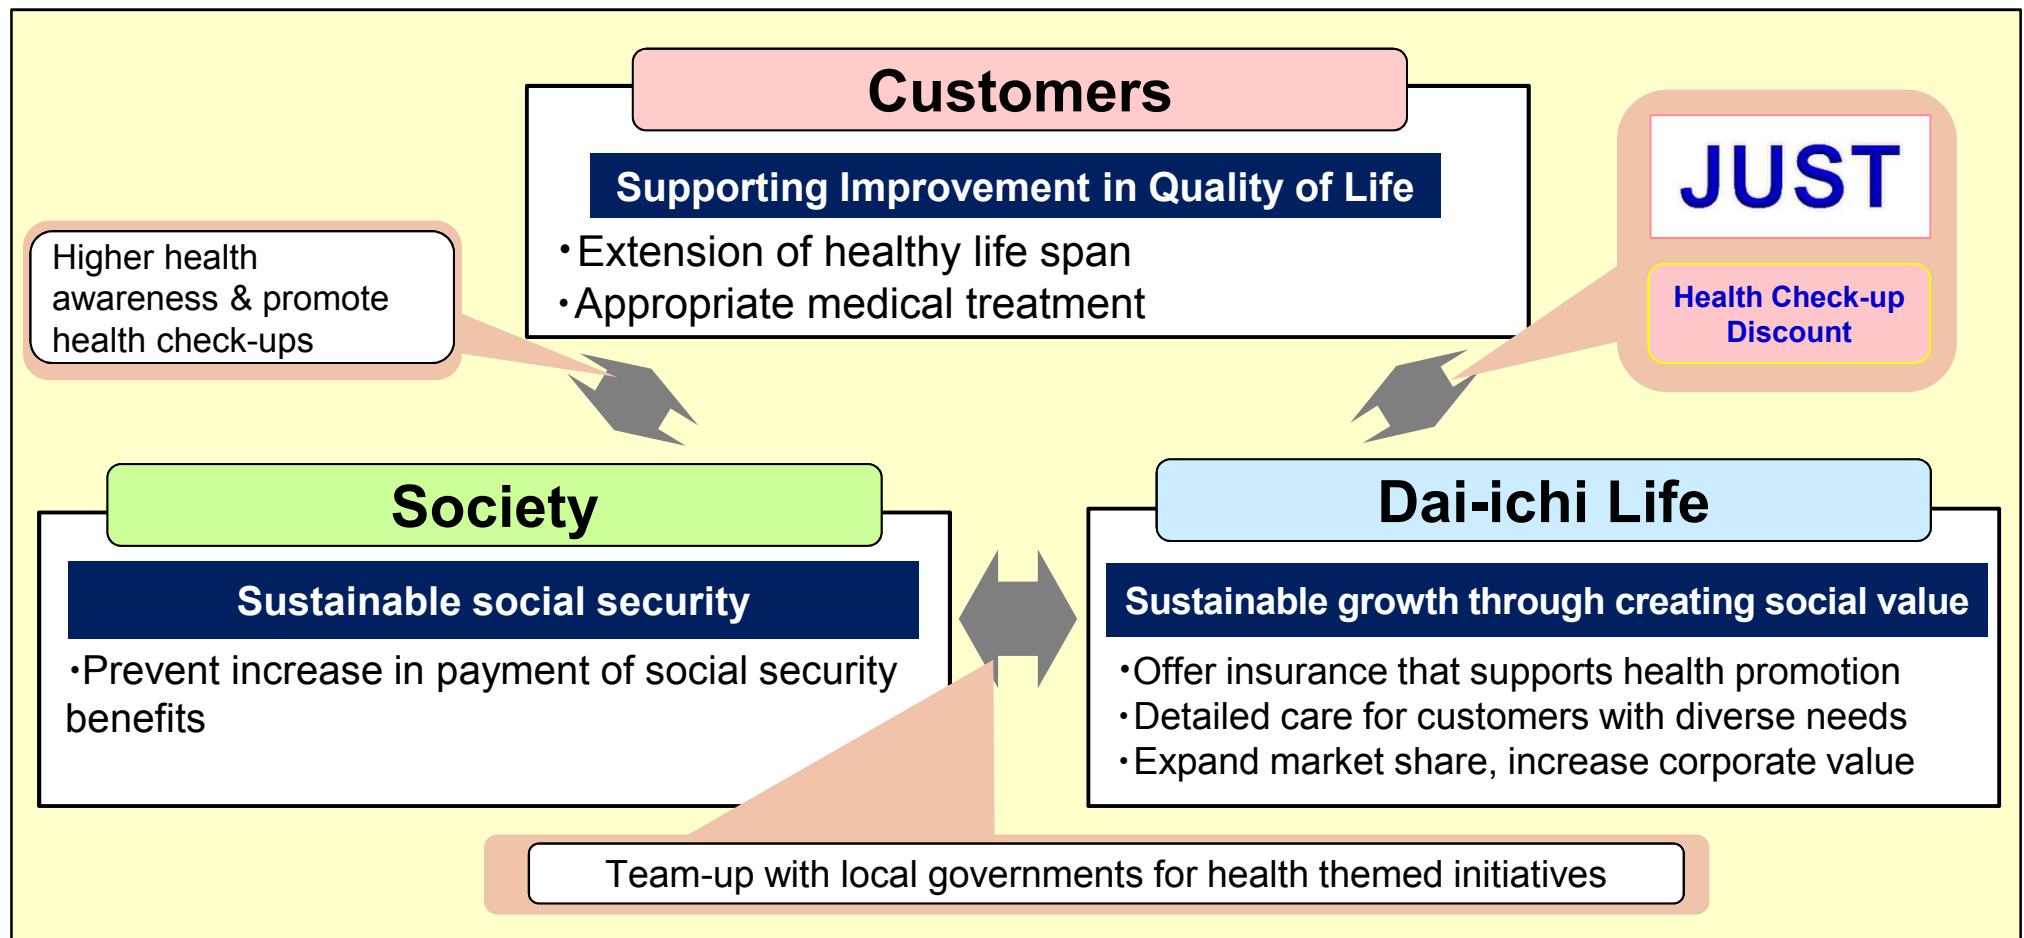 Customers
Supporting Improvement in Quality of Life
・Extension of healthy life span
・Appropriate medical treatment
JUST
Health Check-up
Discount
Higher health
awareness & promote
health check-ups
Society
Sustainable social security
・Prevent increase in payment of social security
benefits
Dai-ichi Life
Sustainable growth through creating social value
・Offer insurance that supports health promotion
・Detailed care for customers with diverse needs
・Expand market share, increase corporate value
Team-up with local governments for health themed initiatives